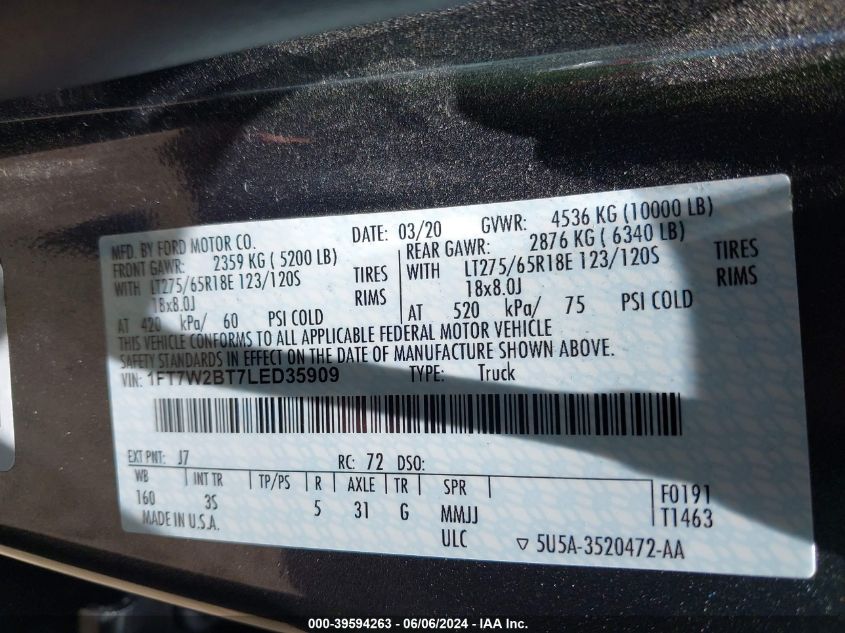 MFD. BY FORD MOTOR CO. DATE: 03/20 GVWR: 4536 KG (10000 LB)
FRONT GAWR: 2359 KG ( 5200 LB) REAR GAWR: 2876 KG ( 6340 LB)
WITH LT275/65R18E 123/120S TIRES WITH LT275/65R18E 123/120S TIRES
18x8.0J RIMS 18x8.0J RIMS
AT 420 kPa/ 60 PSI COLD AT 520 kPa/ 75 PSI COLD
THIS VEHICLE CONFORMS TO ALL APPLICABLE FEDERAL MOTOR VEHICLE
SAFETY STANDARDS IN EFFECT ON THE DATE OF MANUFACTURE SHOWN ABOVE.
VIN: 1FT7W2BT7LED35909 TYPE: Truck
EXT PNT: J7 RC: 72 DSO:
WB INT TR TP/PS R AXLE TR SPR
160 3S 5 31 G MMJJ
ULC
F0191
T1463
MADE IN U.S.A.
▽ 5U5A-3520472-AA
000-39594263 - 06/06/2024 - IAA Inc.